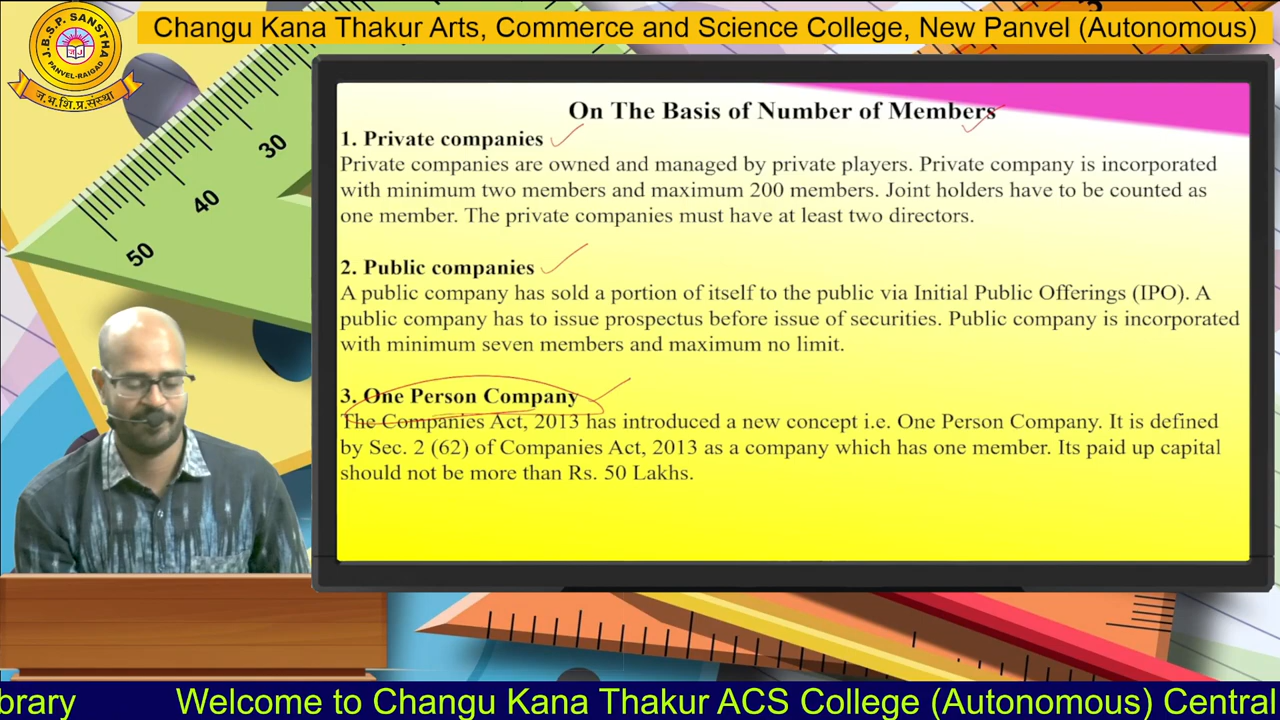 Changu Kana Thakur Arts, Commerce and Science College, New Panvel (Autonomous)
J.B.S.P. SANSTHA
PANVEL-RAIGAD
ज.भ.शि.प्र.संस्था
30
40
50
On The Basis of Number of Members
1. Private companies
Private companies are owned and managed by private players. Private company is incorporated
with minimum two members and maximum 200 members. Joint holders have to be counted as
one member. The private companies must have at least two directors.
2. Public companies
A public company has sold a portion of itself to the public via Initial Public Offerings (IPO). A
public company has to issue prospectus before issue of securities. Public company is incorporated
with minimum seven members and maximum no limit.
3. One Person Company
The Companies Act, 2013 has introduced a new concept i.e. One Person Company. It is defined
by Sec. 2 (62) of Companies Act, 2013 as a company which has one member. Its paid up capital
should not be more than Rs. 50 Lakhs.
brary Welcome to Changu Kana Thakur ACS College (Autonomous) Central